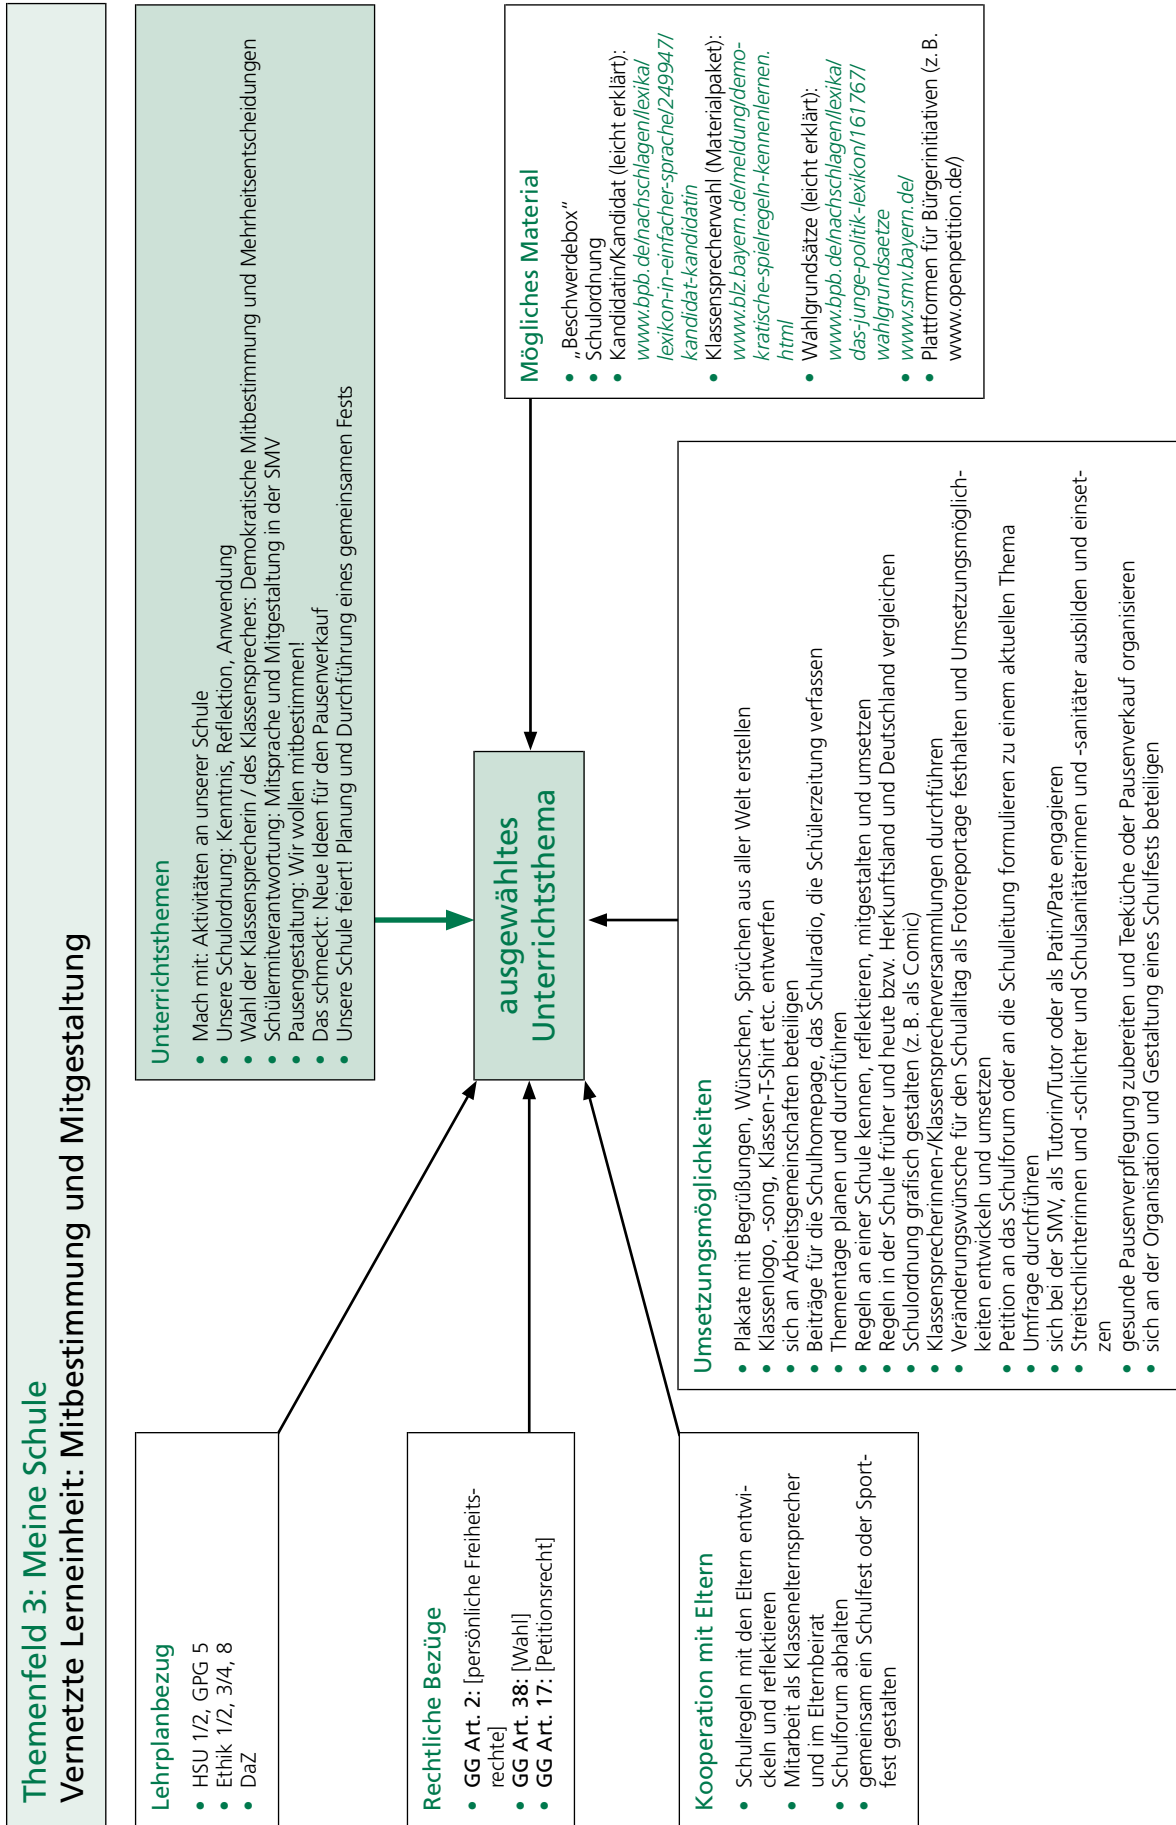 Themenfeld 3: Meine Schule
Vernetzte Lerneinheit: Mitbestimmung und Mitgestaltung
Lehrplanbezug
• HSU 1/2, GPG 5
• Ethik 1/2, 3/4, 8
• DaZ
Unterrichtsthemen
• Mach mit: Aktivitäten an unserer Schule
• Unsere Schulordnung: Kenntnis, Reflektion, Anwendung
• Wahl der Klassensprecherin / des Klassensprechers: Demokratische Mitbestimmung und Mehrheitsentscheidungen
• Schülermitverantwortung: Mitsprache und Mitgestaltung in der SMV
• Pausengestaltung: Wir wollen mitbestimmen!
• Das schmeckt: Neue Ideen für den Pausenverkauf
• Unsere Schule feiert! Planung und Durchführung eines gemeinsamen Fests
Rechtliche Bezüge
• GG Art. 2: [persönliche Freiheits-
rechte]
• GG Art. 38: [Wahl]
• GG Art. 17: [Petitionsrecht]
ausgewähltes
Unterrichtsthema
Mögliches Material
• „Beschwerdebox“
• Schulordnung
• Kandidatin/Kandidat (leicht erklärt):
www.bpb.de/nachschlagen/lexika/
lexikon-in-einfacher-sprache/249947/
kandidat-kandidatin
• Klassensprecherwahl (Materialpaket):
www.blz.bayern.de/meldung/demo-
kratische-spielregeln-kennenlernen.
html
• Wahlgrundsätze (leicht erklärt):
www.bpb.de/nachschlagen/lexika/
das-junge-politik-lexikon/161767/
wahlgrundsaetze
• www.smv.bayern.de/
• Plattformen für Bürgerinitiativen (z. B.
www.openpetition.de/)
Kooperation mit Eltern
• Schulregeln mit den Eltern entwi-
ckeln und reflektieren
• Mitarbeit als Klassenelternsprecher
und im Elternbeirat
• Schulforum abhalten
• gemeinsam ein Schulfest oder Sport-
fest gestalten
Umsetzungsmöglichkeiten
• Plakate mit Begrüßungen, Wünschen, Sprüchen aus aller Welt erstellen
• Klassenlogo, -song, Klassen-T-Shirt etc. entwerfen
• sich an Arbeitsgemeinschaften beteiligen
• Beiträge für die Schulhomepage, das Schulradio, die Schülerzeitung verfassen
• Thementage planen und durchführen
• Regeln an einer Schule kennen, reflektieren, mitgestalten und umsetzen
• Regeln in der Schule früher und heute bzw. Herkunftsland und Deutschland vergleichen
• Schulordnung grafisch gestalten (z. B. als Comic)
• Klassensprecherinnen-/Klassensprecherversammlungen durchführen
• Veränderungswünsche für den Schulalltag als Fotoreportage festhalten und Umsetzungsmöglich-
keiten entwickeln und umsetzen
• Petition an das Schulforum oder an die Schulleitung formulieren zu einem aktuellen Thema
• Umfrage durchführen
• sich bei der SMV, als Tutorin/Tutor oder als Patin/Pate engagieren
• Streitschlichterinnen und -schlichter und Schulsanitäterinnen und -sanitäter ausbilden und einset-
zen
• gesunde Pausenverpflegung zubereiten und Teküche oder Pausenverkauf organisieren
• sich an der Organisation und Gestaltung eines Schulfests beteiligen